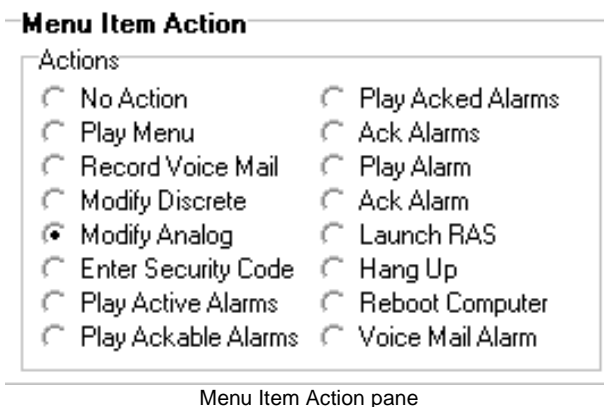 Menu Item Action
Actions
No Action
Play Menu
Record Voice Mail
Modify Discrete
Modify Analog
Enter Security Code
Play Active Alarms
Play Ackable Alarms
Play Acked Alarms
Ack Alarms
Play Alarm
Ack Alarm
Launch RAS
Hang Up
Reboot Computer
Voice Mail Alarm
Menu Item Action pane